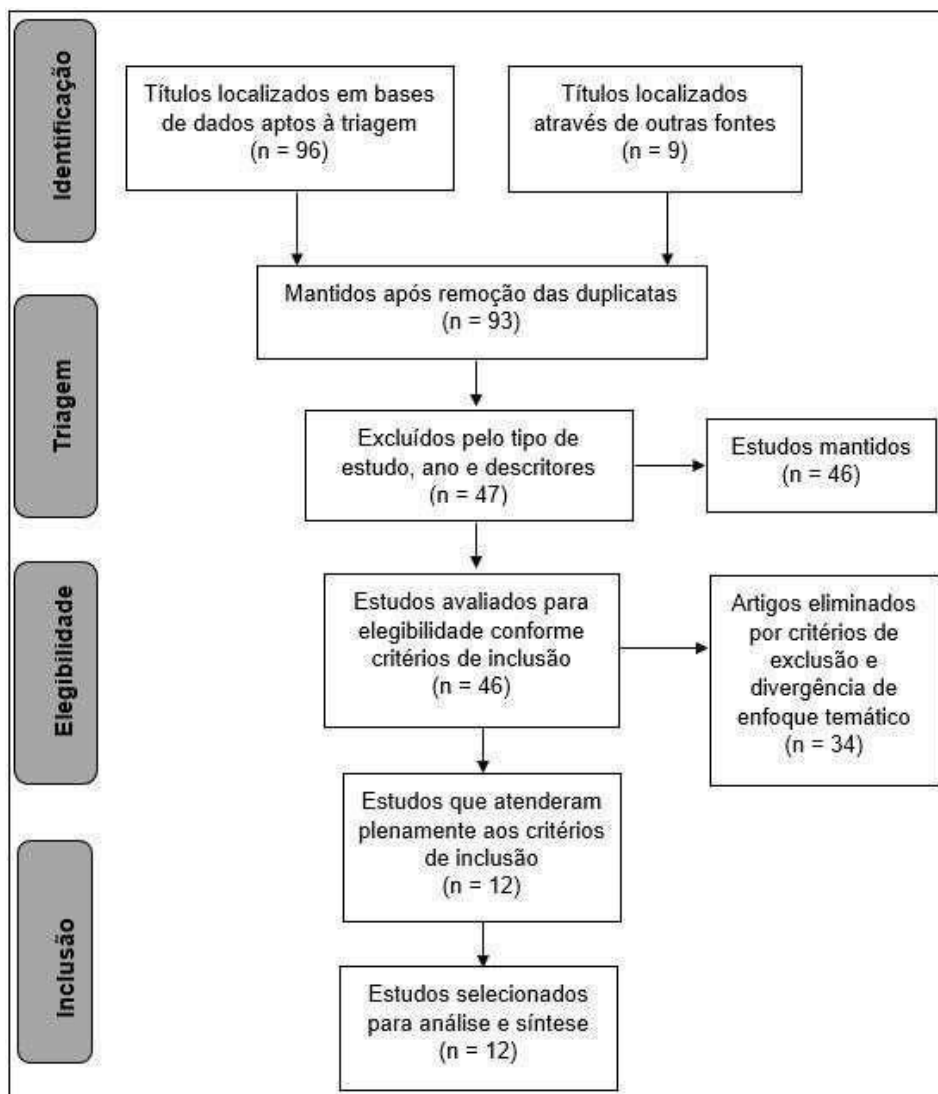 Identificação
Títulos localizados em bases
de dados aptos à triagem
(n = 96)
Títulos localizados
através de outras fontes
(n = 9)
Mantidos após remoção das duplicatas
(n = 93)
Triagem
Excluídos pelo tipo de
estudo, ano e descritores
(n = 47)
Estudos mantidos
(n = 46)
Elegibilidade
Estudos avaliados para
elegibilidade conforme
critérios de inclusão
(n = 46)
Artigos eliminados
por critérios de
exclusão e
divergência de
enfoque temático
(n = 34)
Estudos que atenderam
plenamente aos critérios
de inclusão
(n = 12)
Inclusão
Estudos selecionados
para análise e síntese
(n = 12)